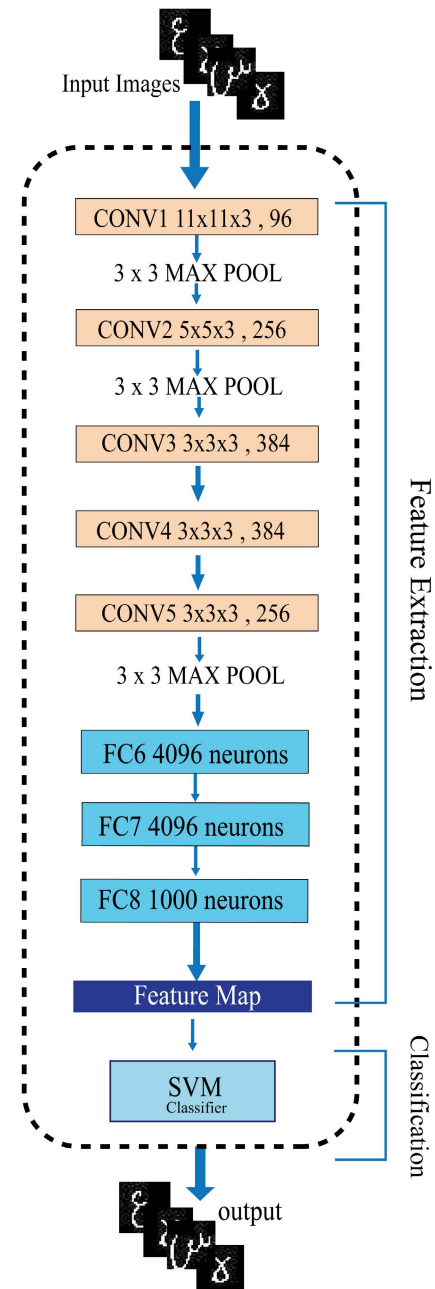 Input Images
CONV1 11x11x3 , 96
3 x 3 MAX POOL
CONV2 5x5x3 , 256
3 x 3 MAX POOL
CONV3 3x3x3 , 384
CONV4 3x3x3 , 384
CONV5 3x3x3 , 256
3 x 3 MAX POOL
FC6 4096 neurons
FC7 4096 neurons
FC8 1000 neurons
Feature Map
Feature Extraction
SVM
Classifier
Classification
output